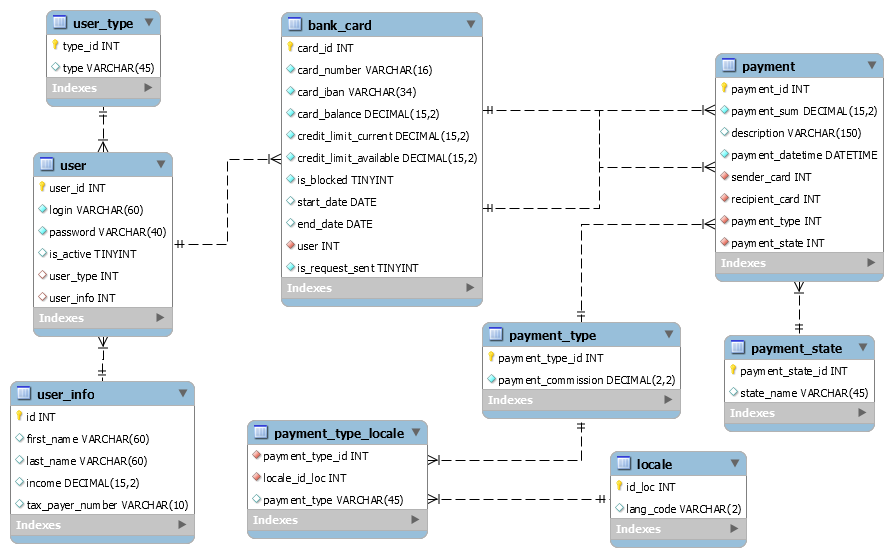 user_type
type_id INT
type VARCHAR(45)
Indexes
user
user_id INT
login VARCHAR(60)
password VARCHAR(40)
is_active TINYINT
user_type INT
user_info INT
Indexes
user_info
id INT
first_name VARCHAR(60)
last_name VARCHAR(60)
income DECIMAL(15,2)
tax_payer_number VARCHAR(10)
Indexes
bank_card
card_id INT
card_number VARCHAR(16)
card_iban VARCHAR(34)
card_balance DECIMAL(15,2)
credit_limit_current DECIMAL(15,2)
credit_limit_available DECIMAL(15,2)
is_blocked TINYINT
start_date DATE
end_date DATE
user INT
is_request_sent TINYINT
Indexes
payment
payment_id INT
payment_sum DECIMAL(15,2)
description VARCHAR(150)
payment_datetime DATETIME
sender_card INT
recipient_card INT
payment_type INT
payment_state INT
Indexes
payment_type
payment_type_id INT
payment_commission DECIMAL(2,2)
Indexes
payment_state
payment_state_id INT
state_name VARCHAR(45)
Indexes
payment_type_locale
payment_type_id INT
locale_id_loc INT
payment_type VARCHAR(45)
Indexes
locale
id_loc INT
lang_code VARCHAR(2)
Indexes